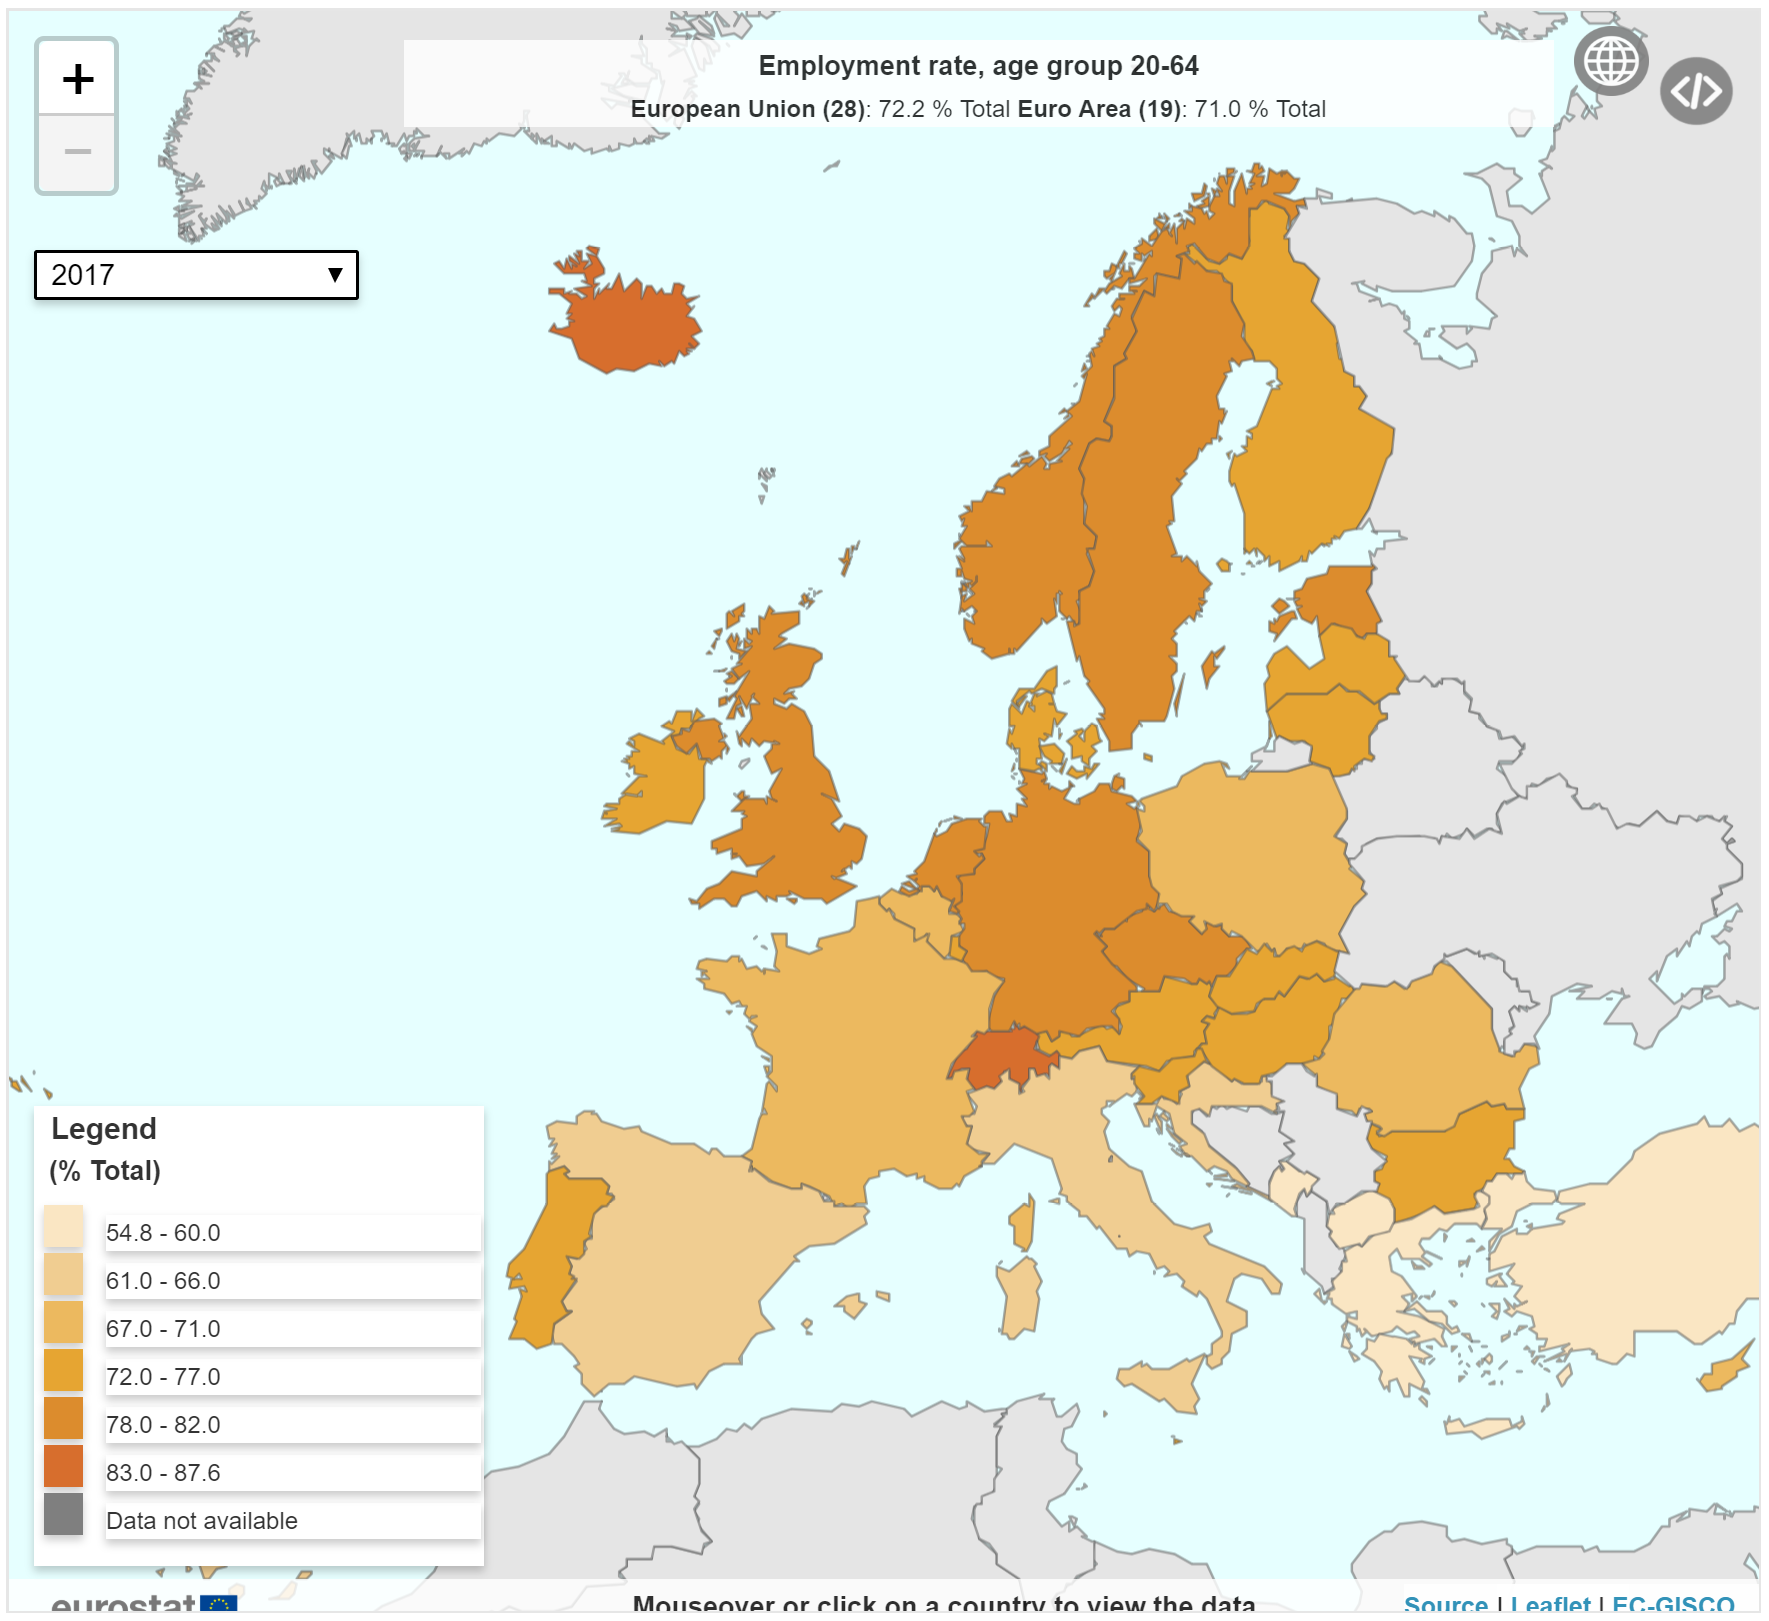 +
Employment rate, age group 20-64
European Union (28): 72.2 % Total Euro Area (19): 71.0 % Total
</>
−
2017
Legend
(% Total)
54.8 - 60.0
61.0 - 66.0
67.0 - 71.0
72.0 - 77.0
78.0 - 82.0
83.0 - 87.6
Data not available
eurostat
Mouseover or click on a country to view the data
Source | Leaflet | EC-GISCO